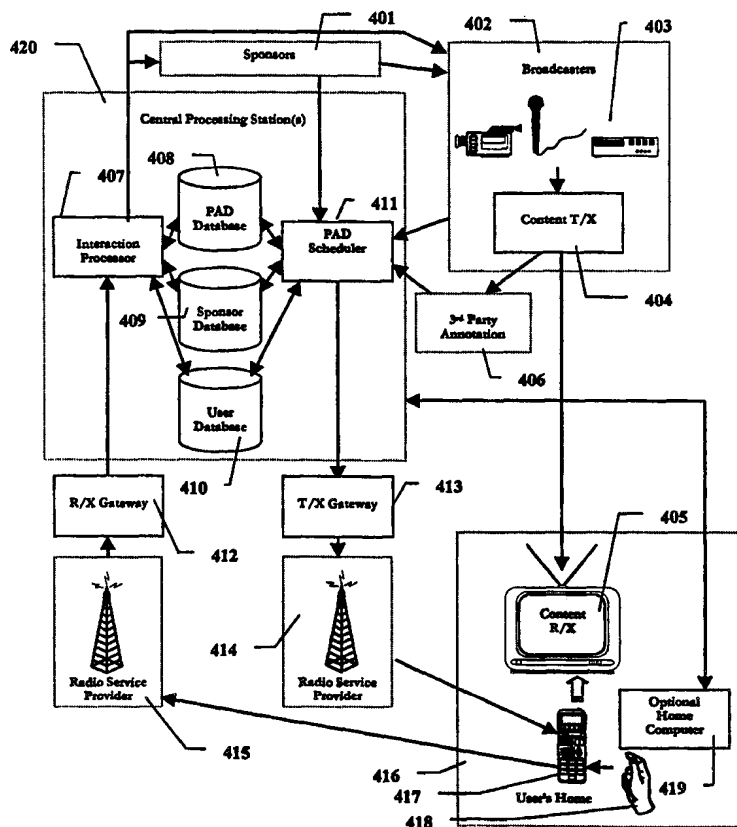 401
402
403
420
Sponsors
Broadcasters
Central Processing Station(s)
408
407
PAD
Database
411
PAD
Scheduler
Interaction
Processor
Content T/X
404
409
Sponsor
Database
3rd Party
Annotation
406
User
Database
410
R/X Gateway
412
T/X Gateway
413
405
Content
R/X
414
Radio Service
Provider
415
Radio Service
Provider
Optional
Home
Computer
416
417
User's Home
419
418